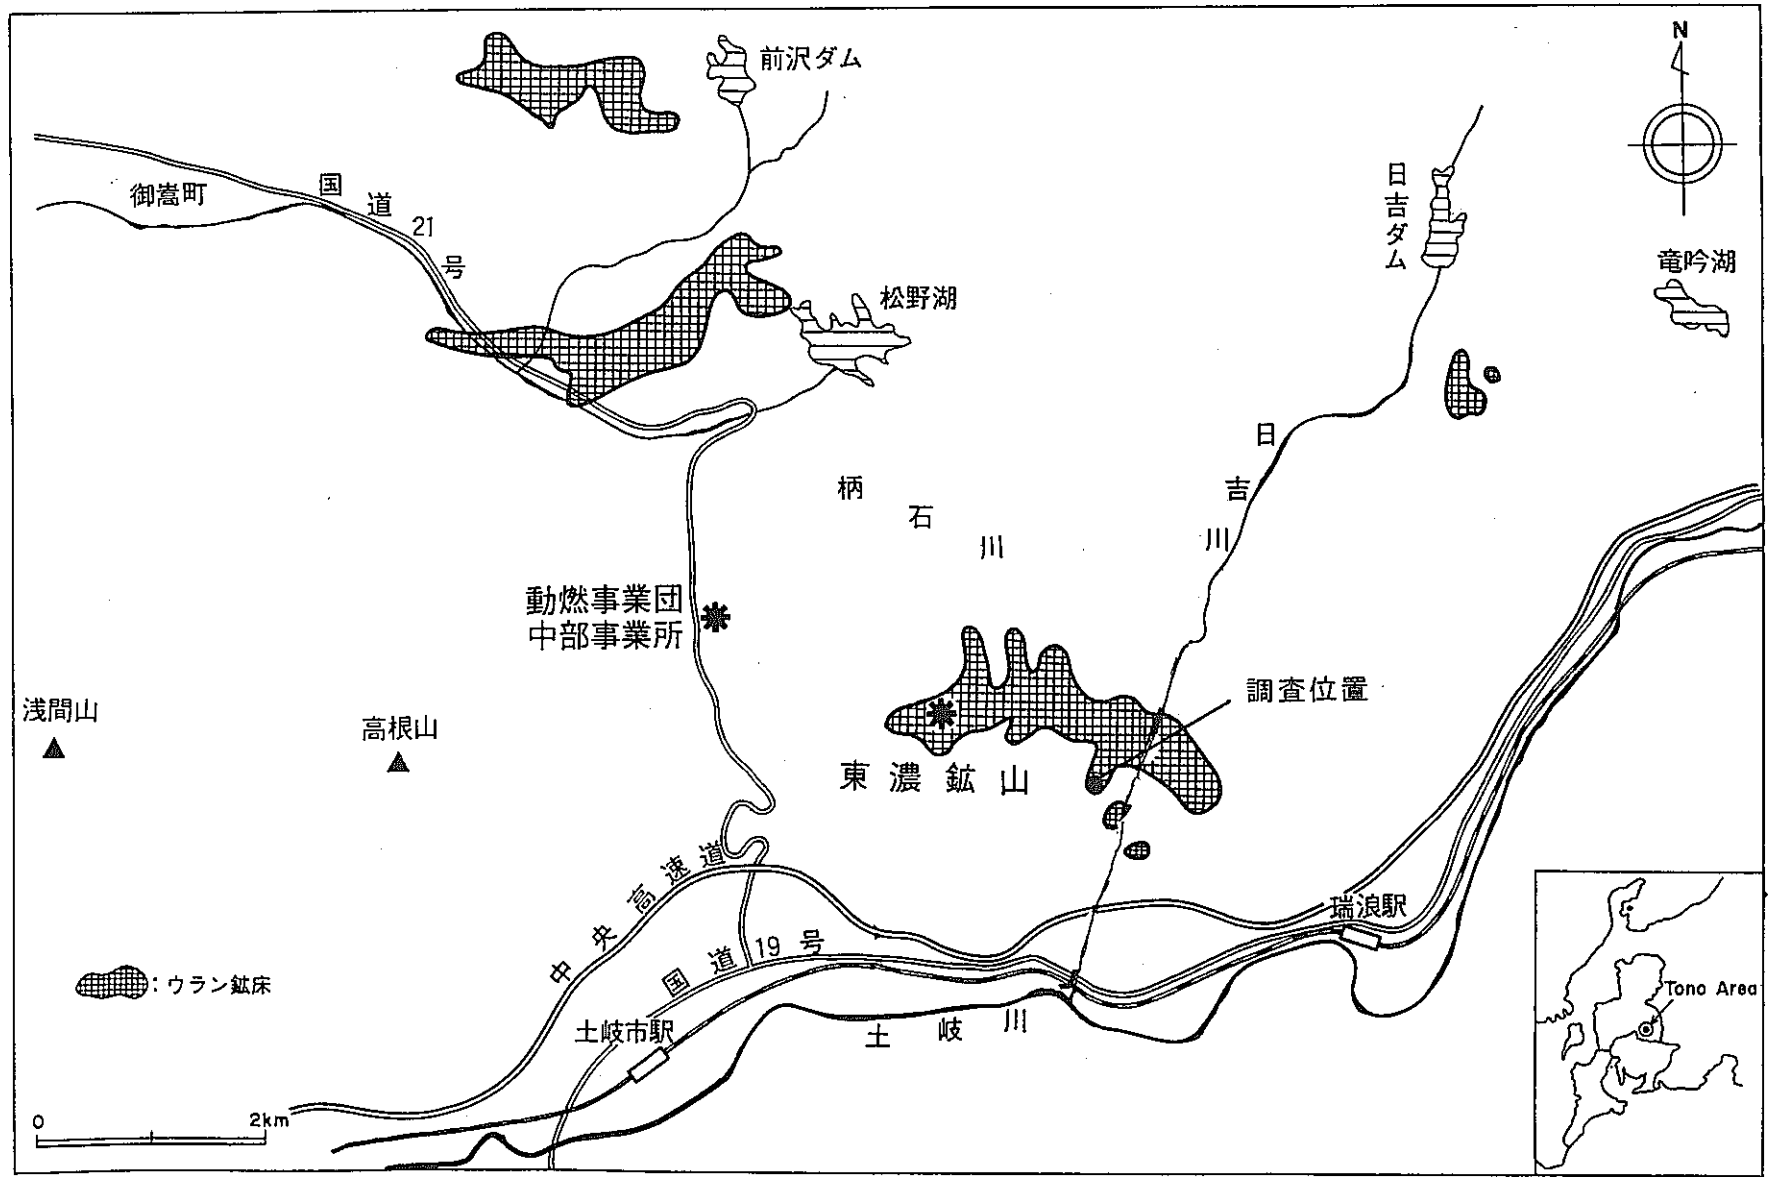 前沢ダム
N
御嵩町
国道21号
日吉ダム
竜吟湖
松野湖
日吉川
柄石川
動燃事業団
中部事業所
調査位置
浅間山
高根山
東濃鉱山
中央高速道
瑞浪駅
国道19号
:ウラン鉱床
土岐市駅
土岐川
Tono Area
0 2km